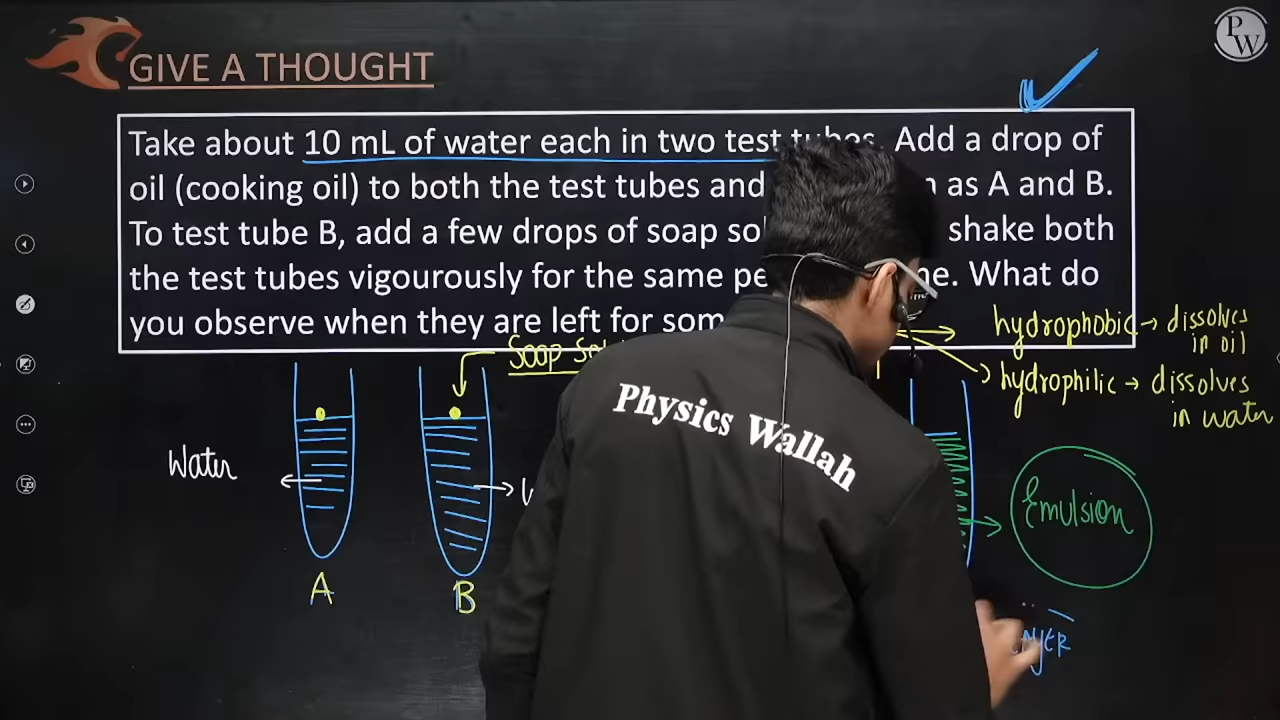 GIVE A THOUGHT
PW
Take about 10 mL of water each in two test tubes. Add a drop of
oil (cooking oil) to both the test tubes and as A and B.
To test tube B, add a few drops of soap shake both
the test tubes vigourously for the same What do
you observe when they are left for
hydrophobic → dissolves
in oil
Soap
hydrophilic → dissolves
in water
Water
Emulsion
A
B
Physics Wallah